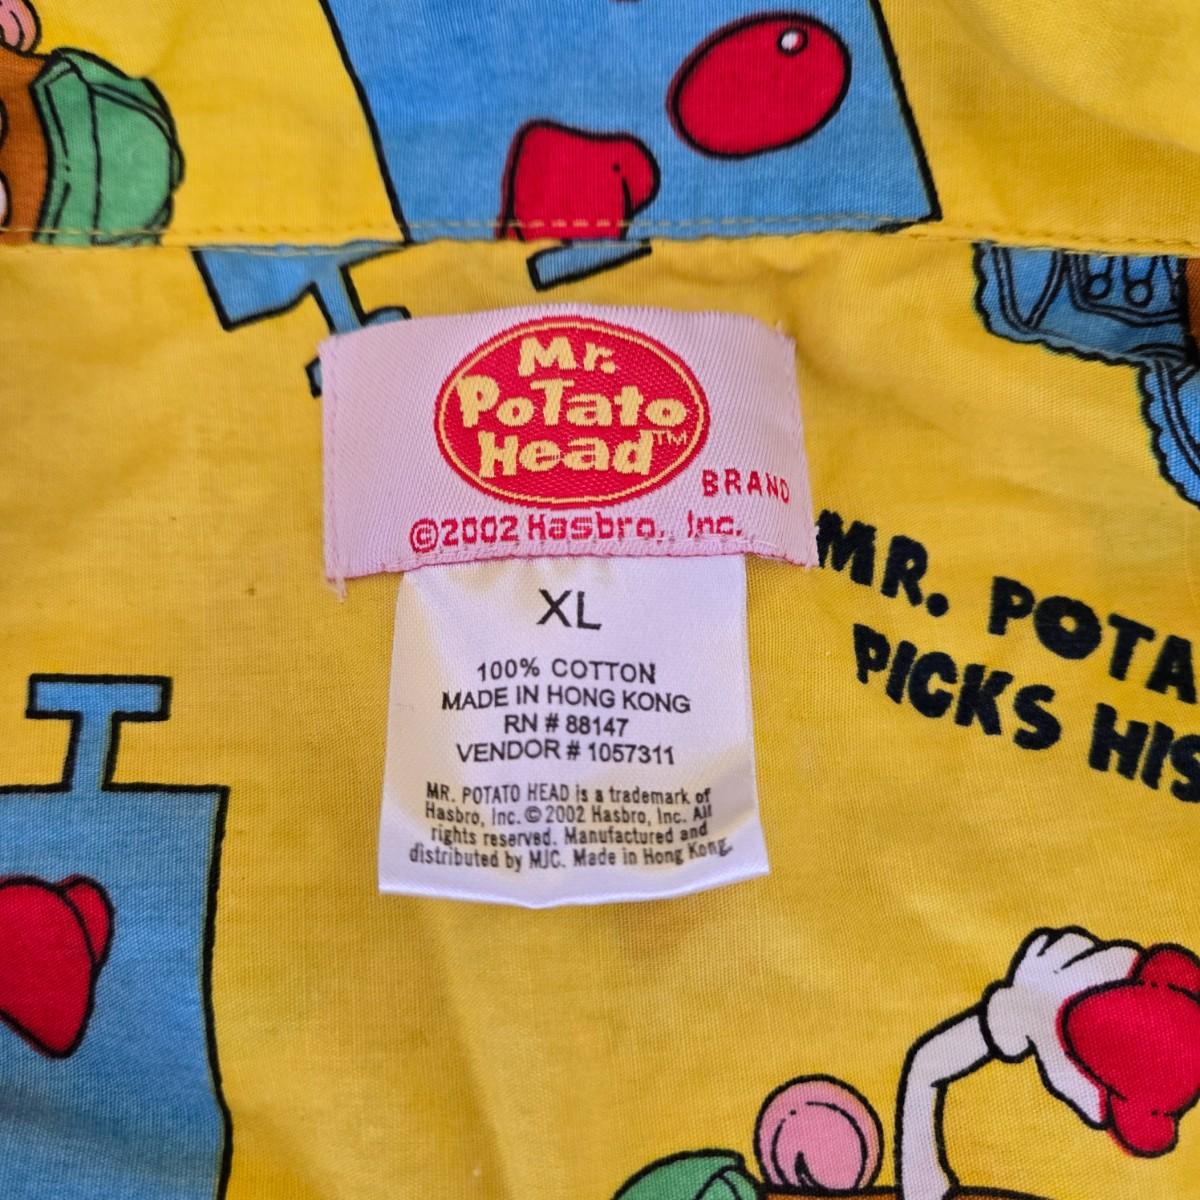 Mr.
PoTato
Head™
BRAND
©2002 Hasbro, Inc.
XL
100% COTTON
MADE IN HONG KONG
RN # 88147
VENDOR # 1057311
MR. POTATO HEAD is a trademark of
Hasbro, Inc. © 2002 Hasbro, Inc. All
rights reserved. Manufactured and
distributed by MJC. Made in Hong Kong.
MR. POTA
PICKS HIS